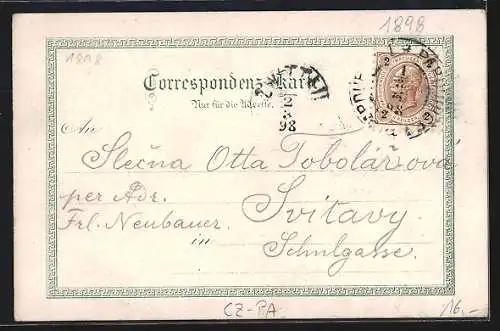 1898
1898
Correspondenz-Karte
Nur für die Adresse.
2
98
An
Slečna Otta Tobolářová
per Adr.
Frl. Neubauer.
Svitavy
in
Schulgasse.
CZ-PA
16.-